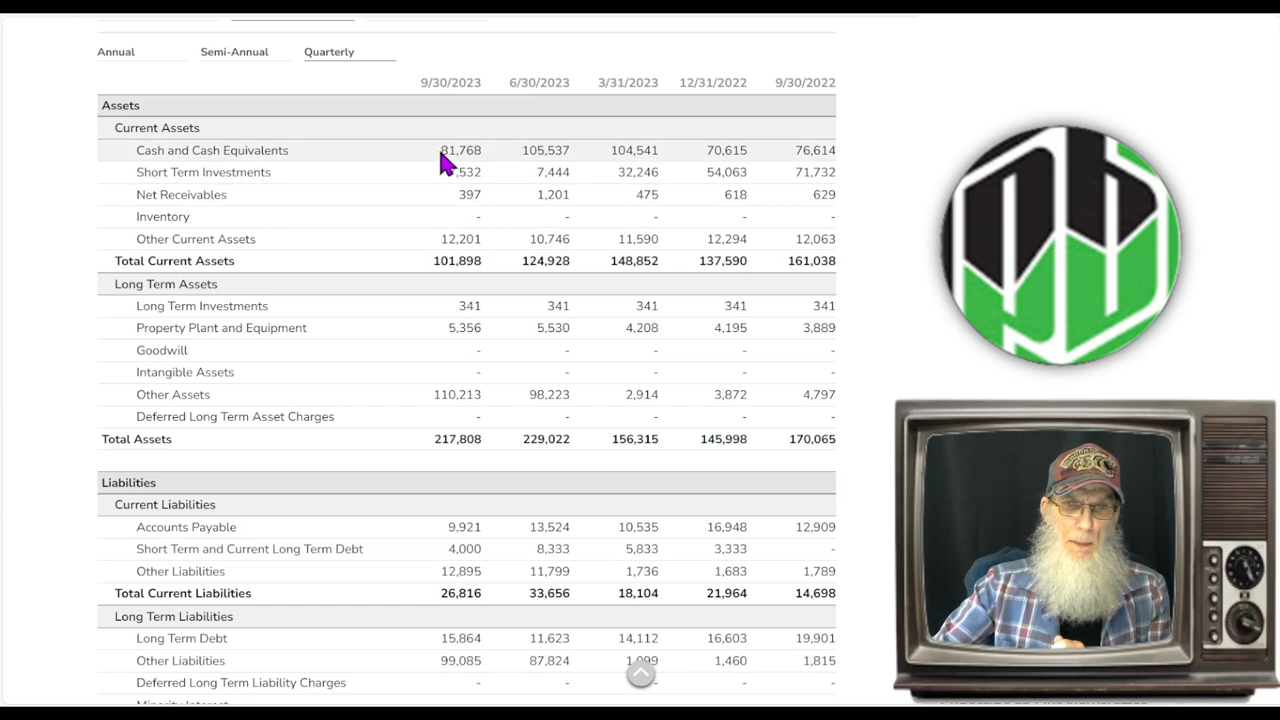 Annual Semi-Annual Quarterly
9/30/2023 6/30/2023 3/31/2023 12/31/2022 9/30/2022
Assets
Current Assets
Cash and Cash Equivalents 81,768 105,537 104,541 70,615 76,614
Short Term Investments 532 7,444 32,246 54,063 71,732
Net Receivables 397 1,201 475 618 629
Inventory - - - - -
Other Current Assets 12,201 10,746 11,590 12,294 12,063
Total Current Assets 101,898 124,928 148,852 137,590 161,038
Long Term Assets
Long Term Investments 341 341 341 341 341
Property Plant and Equipment 5,356 5,530 4,208 4,195 3,889
Goodwill - - - - -
Intangible Assets - - - - -
Other Assets 110,213 98,223 2,914 3,872 4,797
Deferred Long Term Asset Charges - - - - -
Total Assets 217,808 229,022 156,315 145,998 170,065
Liabilities
Current Liabilities
Accounts Payable 9,921 13,524 10,535 16,948 12,909
Short Term and Current Long Term Debt 4,000 8,333 5,833 3,333 -
Other Liabilities 12,895 11,799 1,736 1,683 1,789
Total Current Liabilities 26,816 33,656 18,104 21,964 14,698
Long Term Liabilities
Long Term Debt 15,864 11,623 14,112 16,603 19,901
Other Liabilities 99,085 87,824 1,099 1,460 1,815
Deferred Long Term Liability Charges - - - - -